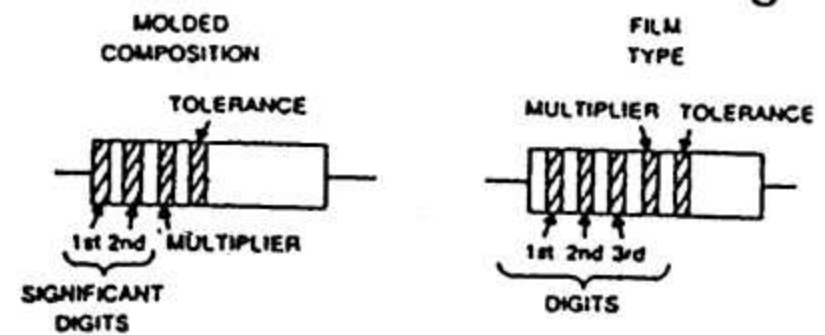 MOLDED
COMPOSITION
TOLERANCE
1st 2nd MULTIPLIER
SIGNIFICANT
DIGITS
FILM
TYPE
MULTIPLIER TOLERANCE
1st 2nd 3rd
DIGITS